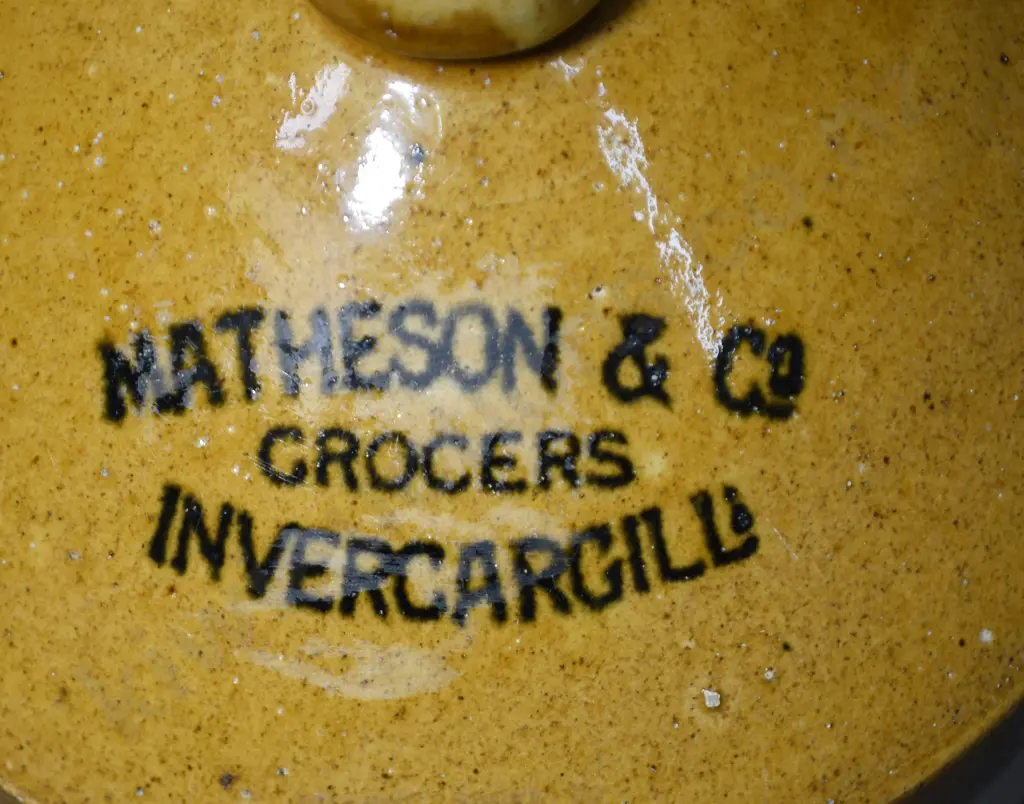 MATHESON & Co
GROCERS
INVERCARGILL